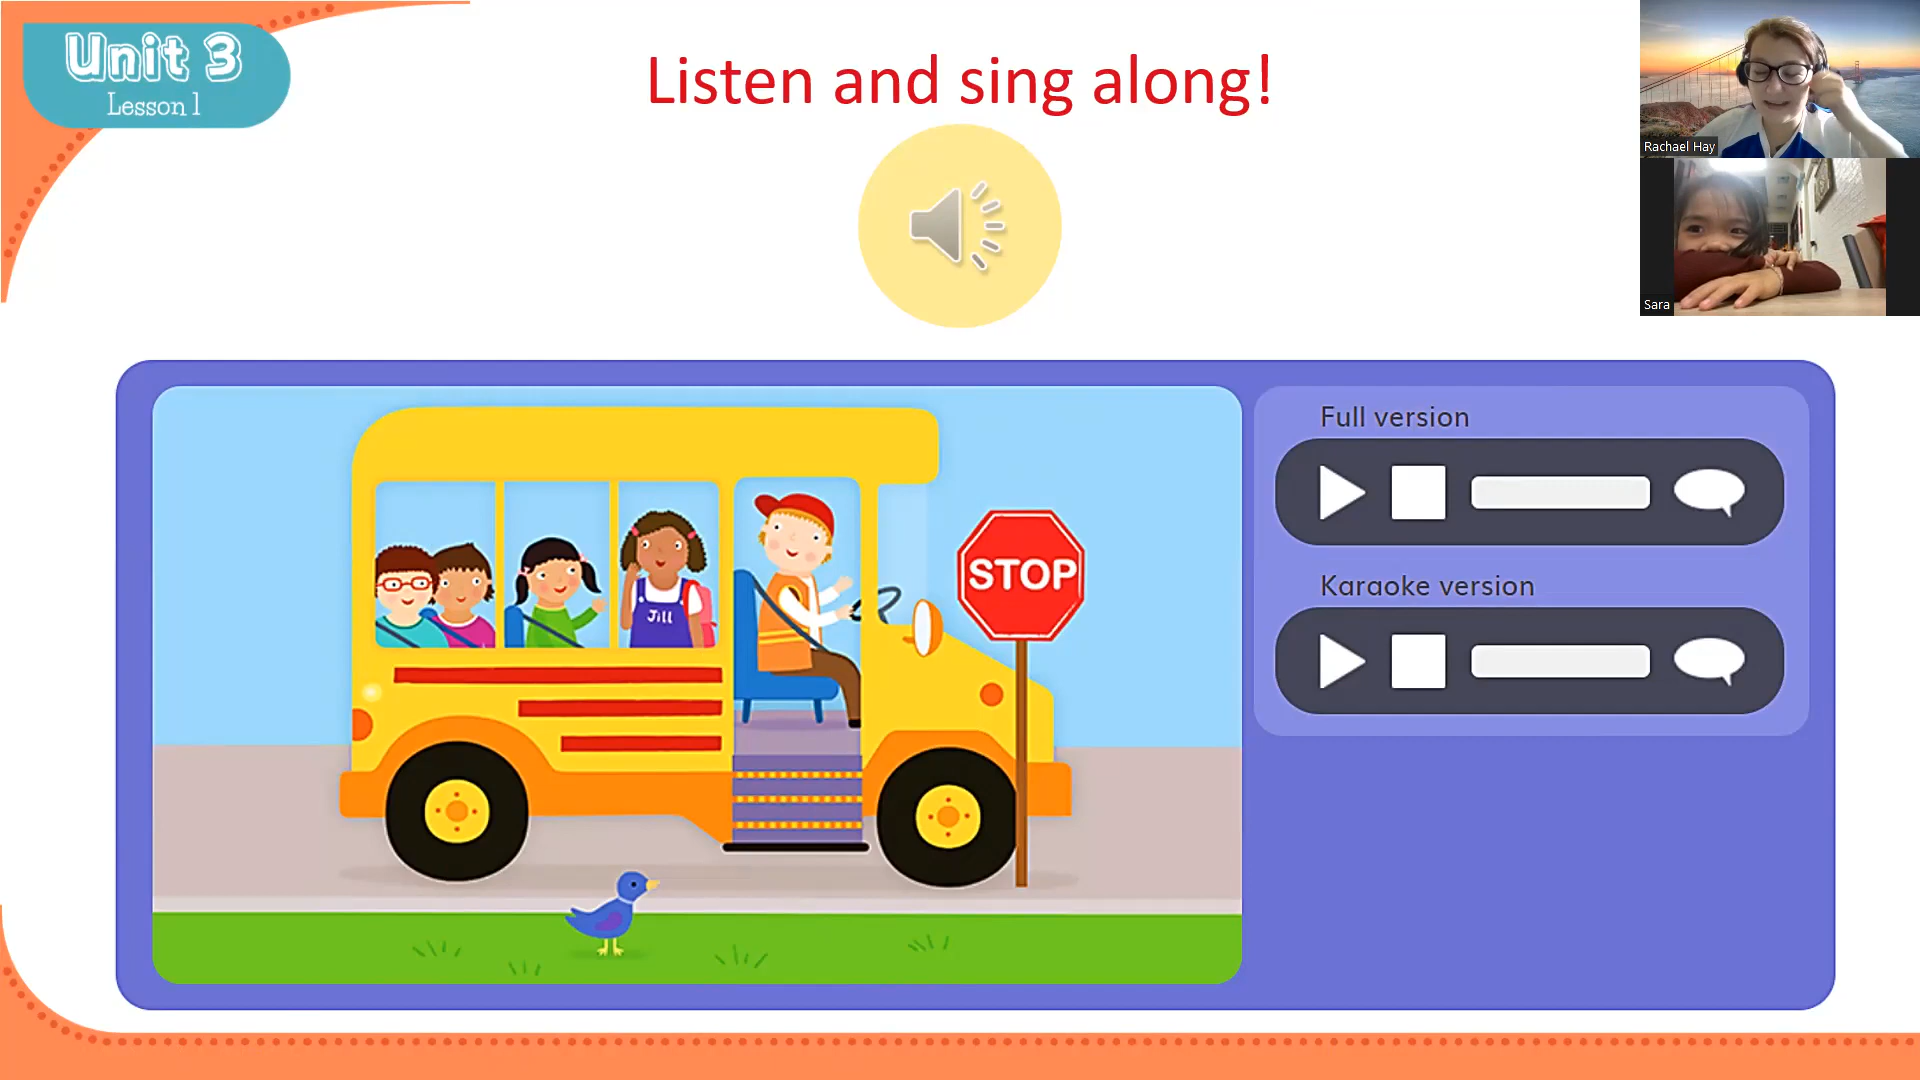 Unit 3
Lesson 1
Listen and sing along!
Rachael Hay
Sara
Full version
Karaoke version
STOP
Jill